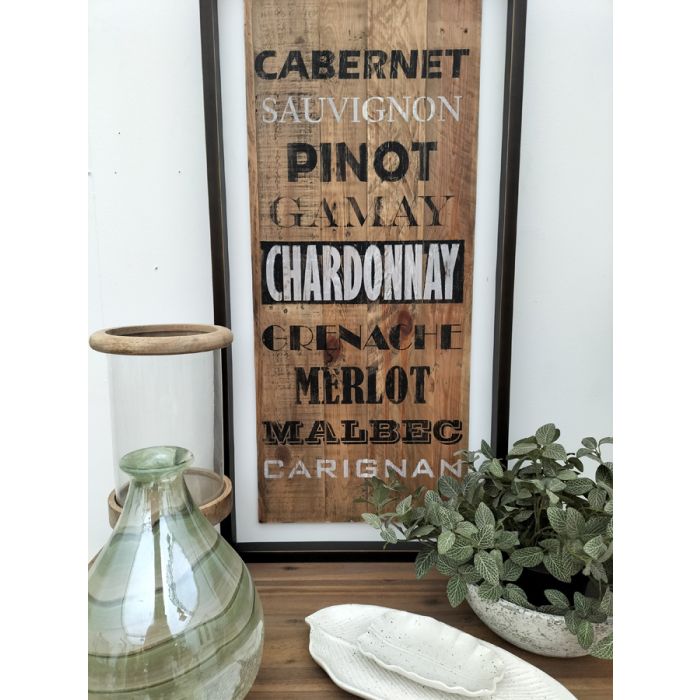 CABERNET
SAUVIGNON
PINOT
GAMAY
CHARDONNAY
GRENACHE
MERLOT
MALBEC
CARIGNAN